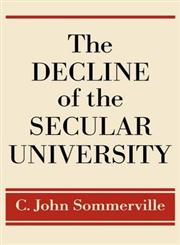 The
DECLINE
of the
SECULAR
UNIVERSITY
C. John Sommerville